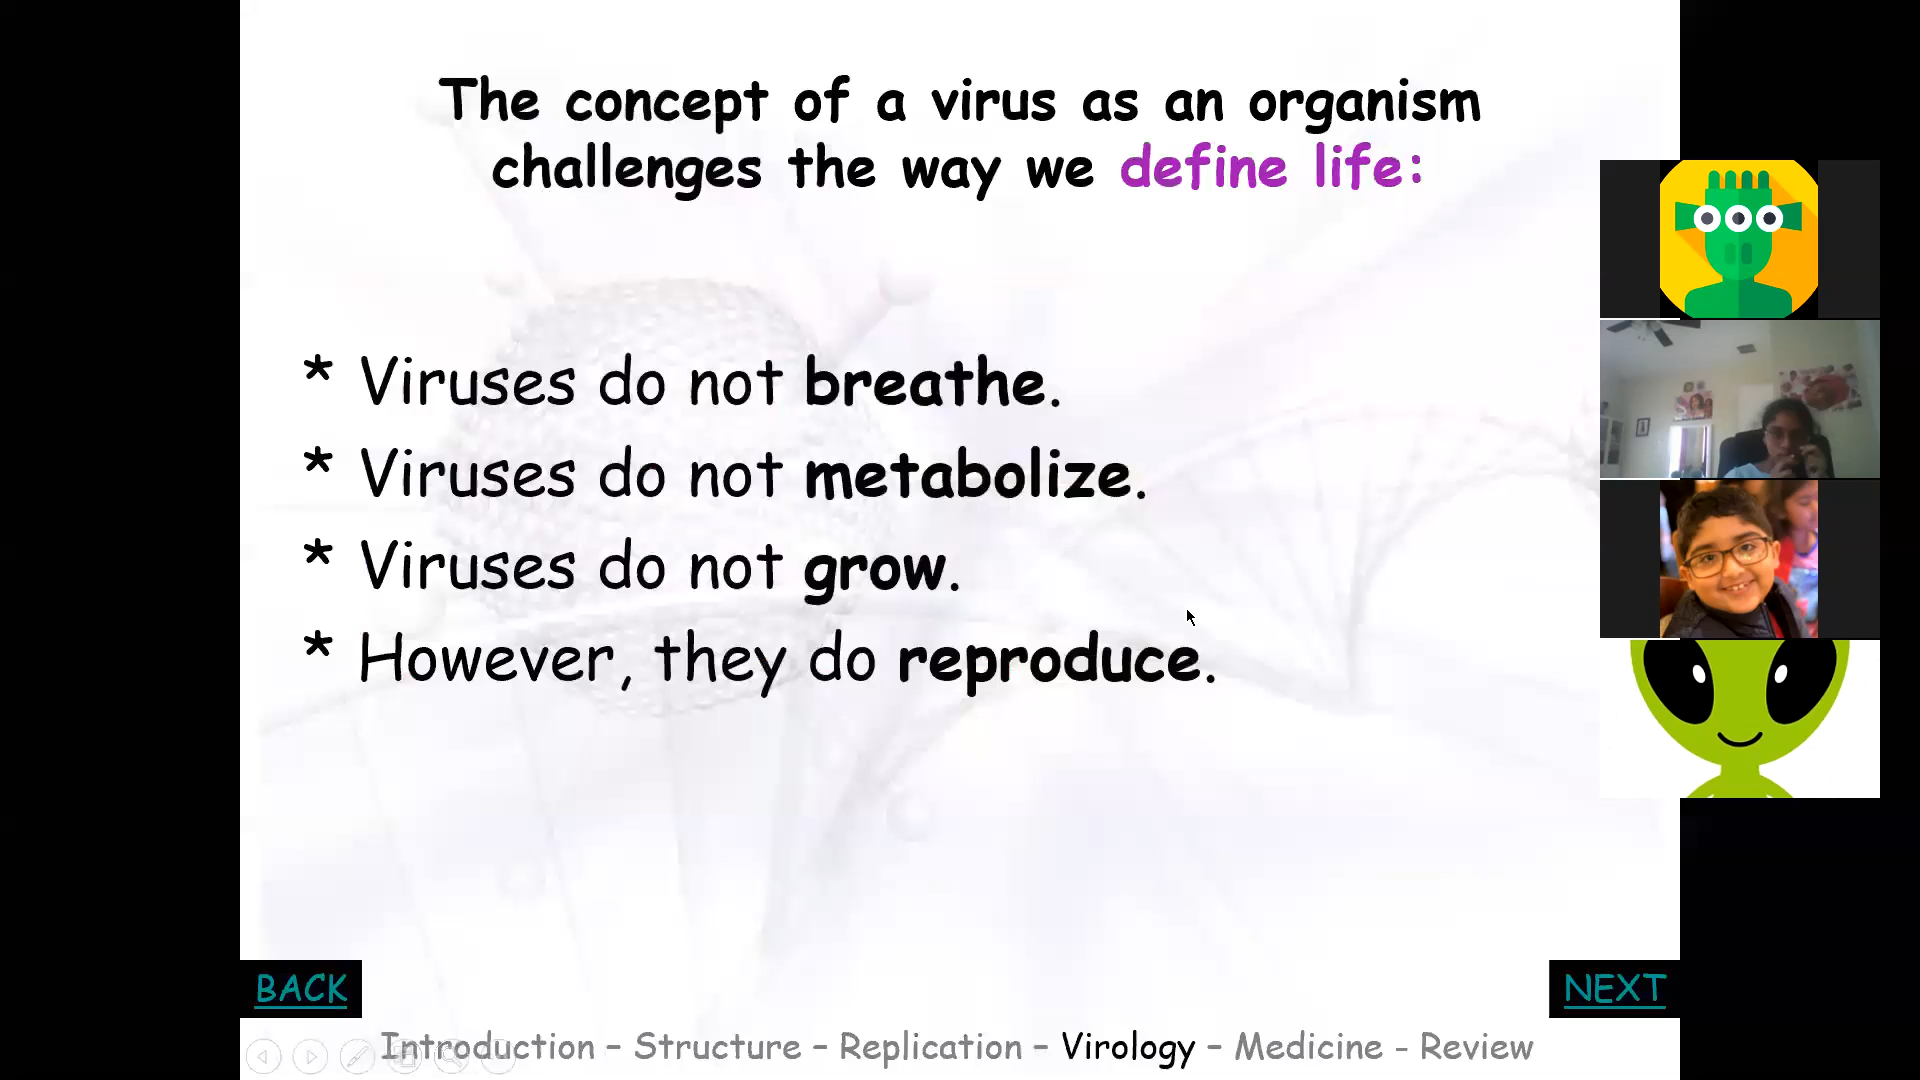 The concept of a virus as an organism
challenges the way we define life:
* Viruses do not breathe.
* Viruses do not metabolize.
* Viruses do not grow.
* However, they do reproduce.
BACK
NEXT
Introduction – Structure – Replication – Virology – Medicine - Review